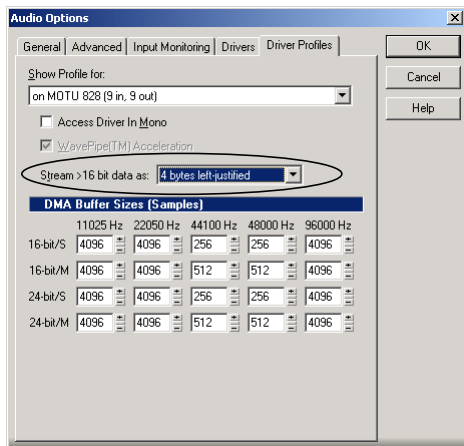 Audio Options
General Advanced Input Monitoring Drivers Driver Profiles
OK
Cancel
Help
Show Profile for:
on MOTU 828 (9 in, 9 out)
Access Driver In Mono
WavePipe(TM) Acceleration
Stream >16 bit data as: 4 bytes left-justified
DMA Buffer Sizes (Samples)
11025 Hz 22050 Hz 44100 Hz 48000 Hz 96000 Hz
16-bit/S 4096 4096 256 256 4096
16-bit/M 4096 4096 512 512 4096
24-bit/S 4096 4096 256 256 4096
24-bit/M 4096 4096 512 512 4096